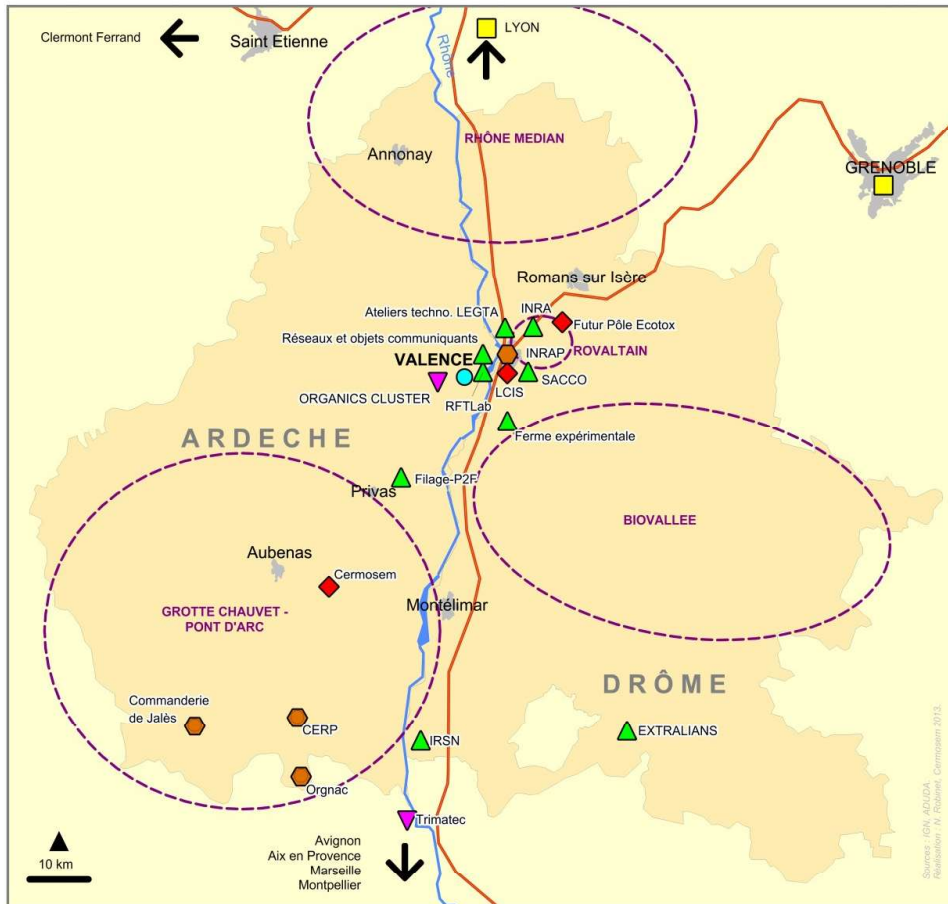 Clermont Ferrand
Saint Etienne
LYON
Rhône
RHÔNE MEDIAN
Annonay
GRENOBLE
Romans sur Isère
Ateliers techno. LEGTA
INRA
Futur Pôle Ecotox
Réseaux et objets communiquants
INRAP
ROVALTAIN
VALENCE
LCIS
SACCO
ORGANICS CLUSTER
RFTLab
Ferme expérimentale
ARDECHE
Filage-P2F
Privas
BIOVALLEE
Aubenas
Cermosem
Montélimar
GROTTE CHAUVET -
PONT D'ARC
DRÔME
Commanderie
de Jalès
CERP
IRSN
EXTRALIANS
Orgnac
Trimatec
Avignon
Aix en Provence
Marseille
Montpellier
10 km
Sources : IGN, ADUDA.
Réalisation : N. Robinet, Cermosem 2013.